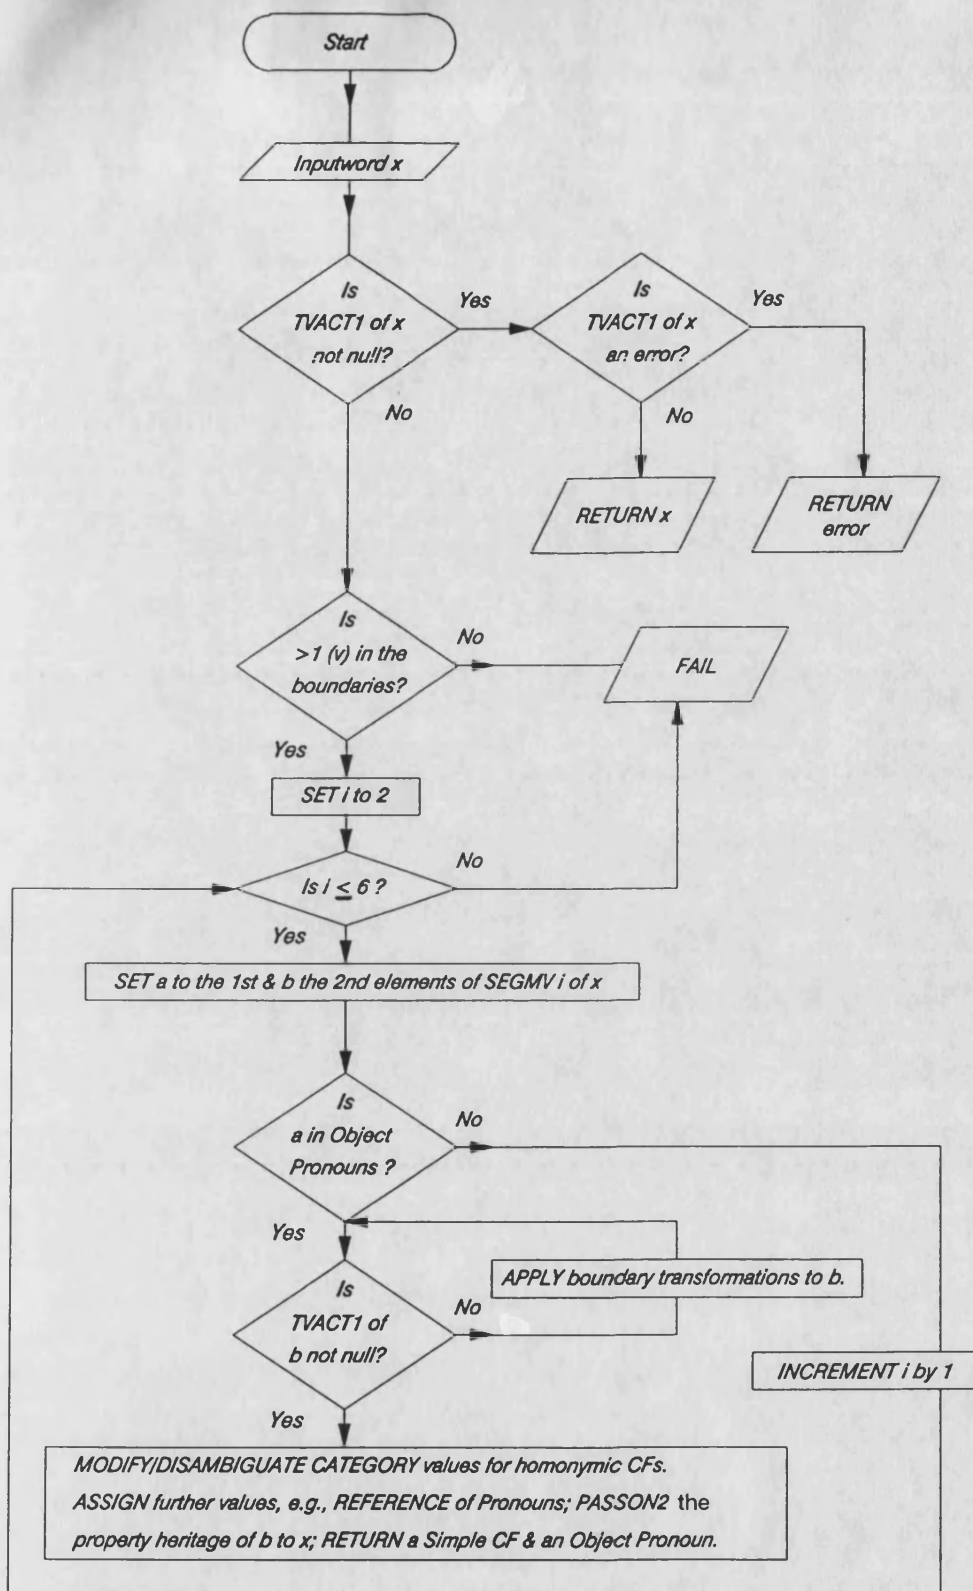 Start
Inputword x
Is
TVACT1 of x
not null?
Yes
Is
TVACT1 of x
an error?
Yes
No
No
RETURN x
RETURN
error
Is
>1 (v) in the
boundaries?
No
FAIL
Yes
SET i to 2
Is i ≤ 6 ?
No
Yes
SET a to the 1st & b the 2nd elements of SEGMV i of x
Is
a in Object
Pronouns ?
No
Yes
APPLY boundary transformations to b.
Is
TVACT1 of
b not null?
No
INCREMENT i by 1
Yes
MODIFY/DISAMBIGUATE CATEGORY values for homonymic CFs.
ASSIGN further values, e.g., REFERENCE of Pronouns; PASSON2 the
property heritage of b to x; RETURN a Simple CF & an Object Pronoun.